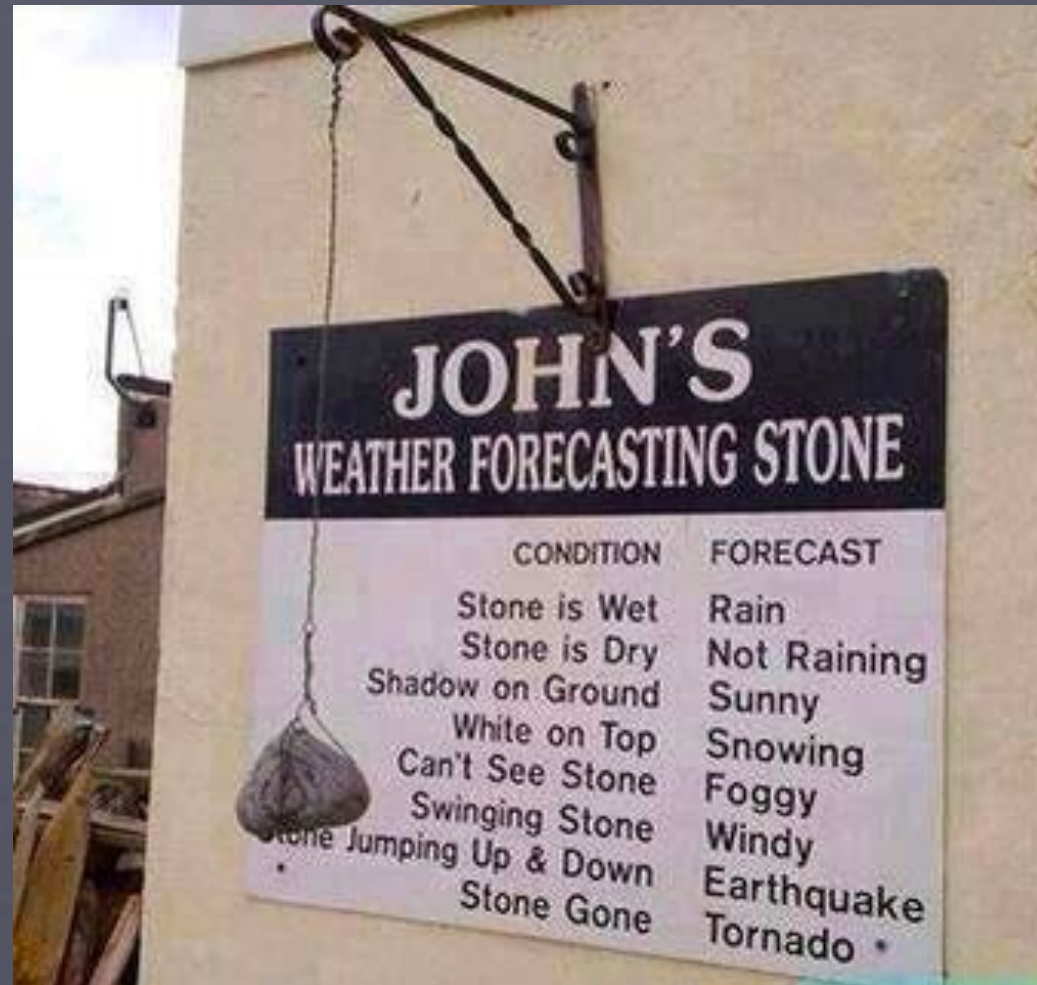 JOHN'S
WEATHER FORECASTING STONE
CONDITION FORECAST
Stone is Wet Rain
Stone is Dry Not Raining
Shadow on Ground Sunny
White on Top Snowing
Can't See Stone Foggy
Swinging Stone Windy
Stone Jumping Up & Down Earthquake
Stone Gone Tornado